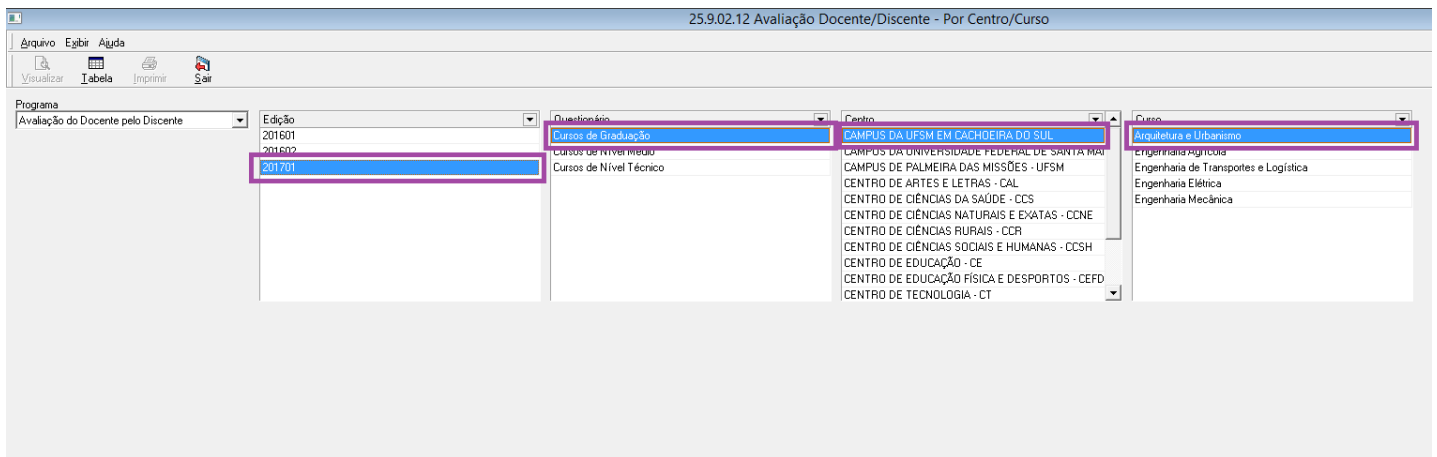 25.9.02.12 Avaliação Docente/Discente - Por Centro/Curso
Arquivo Exibir Ajuda
Visualizar Tabela Imprimir Sair
Programa
Avaliação do Docente pelo Discente
Edição
201601
201602
201701
Questionário
Cursos de Graduação
Cursos de Nível Médio
Cursos de Nível Técnico
Centro
CAMPUS DA UFSM EM CACHOEIRA DO SUL
CAMPUS DA UNIVERSIDADE FEDERAL DE SANTA MAI
CAMPUS DE PALMEIRA DAS MISSÕES - UFSM
CENTRO DE ARTES E LETRAS - CAL
CENTRO DE CIÊNCIAS DA SAÚDE - CCS
CENTRO DE CIÊNCIAS NATURAIS E EXATAS - CCNE
CENTRO DE CIÊNCIAS RURAIS - CCR
CENTRO DE CIÊNCIAS SOCIAIS E HUMANAS - CCSH
CENTRO DE EDUCAÇÃO - CE
CENTRO DE EDUCAÇÃO FÍSICA E DESPORTOS - CEFD
CENTRO DE TECNOLOGIA - CT
Curso
Arquitetura e Urbanismo
Engenharia Agrícola
Engenharia de Transportes e Logística
Engenharia Elétrica
Engenharia Mecânica